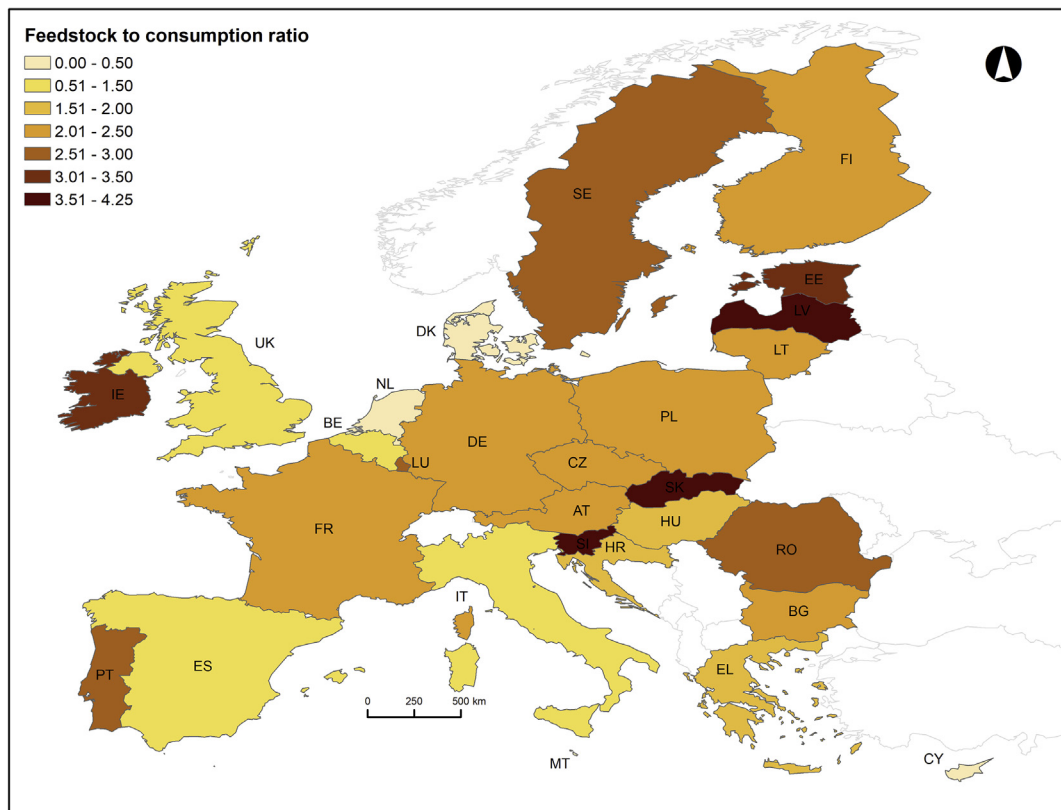 Feedstock to consumption ratio
0.00 - 0.50
0.51 - 1.50
1.51 - 2.00
2.01 - 2.50
2.51 - 3.00
3.01 - 3.50
3.51 - 4.25
FI
SE
EE
LV
LT
DK
UK
IE
NL
BE
LU
DE
PL
CZ
SK
AT
HU
FR
SI
HR
RO
BG
IT
ES
PT
EL
0 250 500 km
MT
CY